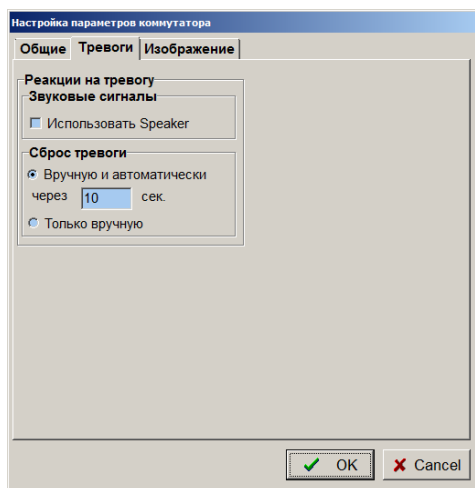 Настройка параметров коммутатора
Общие Тревоги Изображение
Реакции на тревогу
Звуковые сигналы
Использовать Speaker
Сброс тревоги
Вручную и автоматически
через 10 сек.
Только вручную
OK Cancel